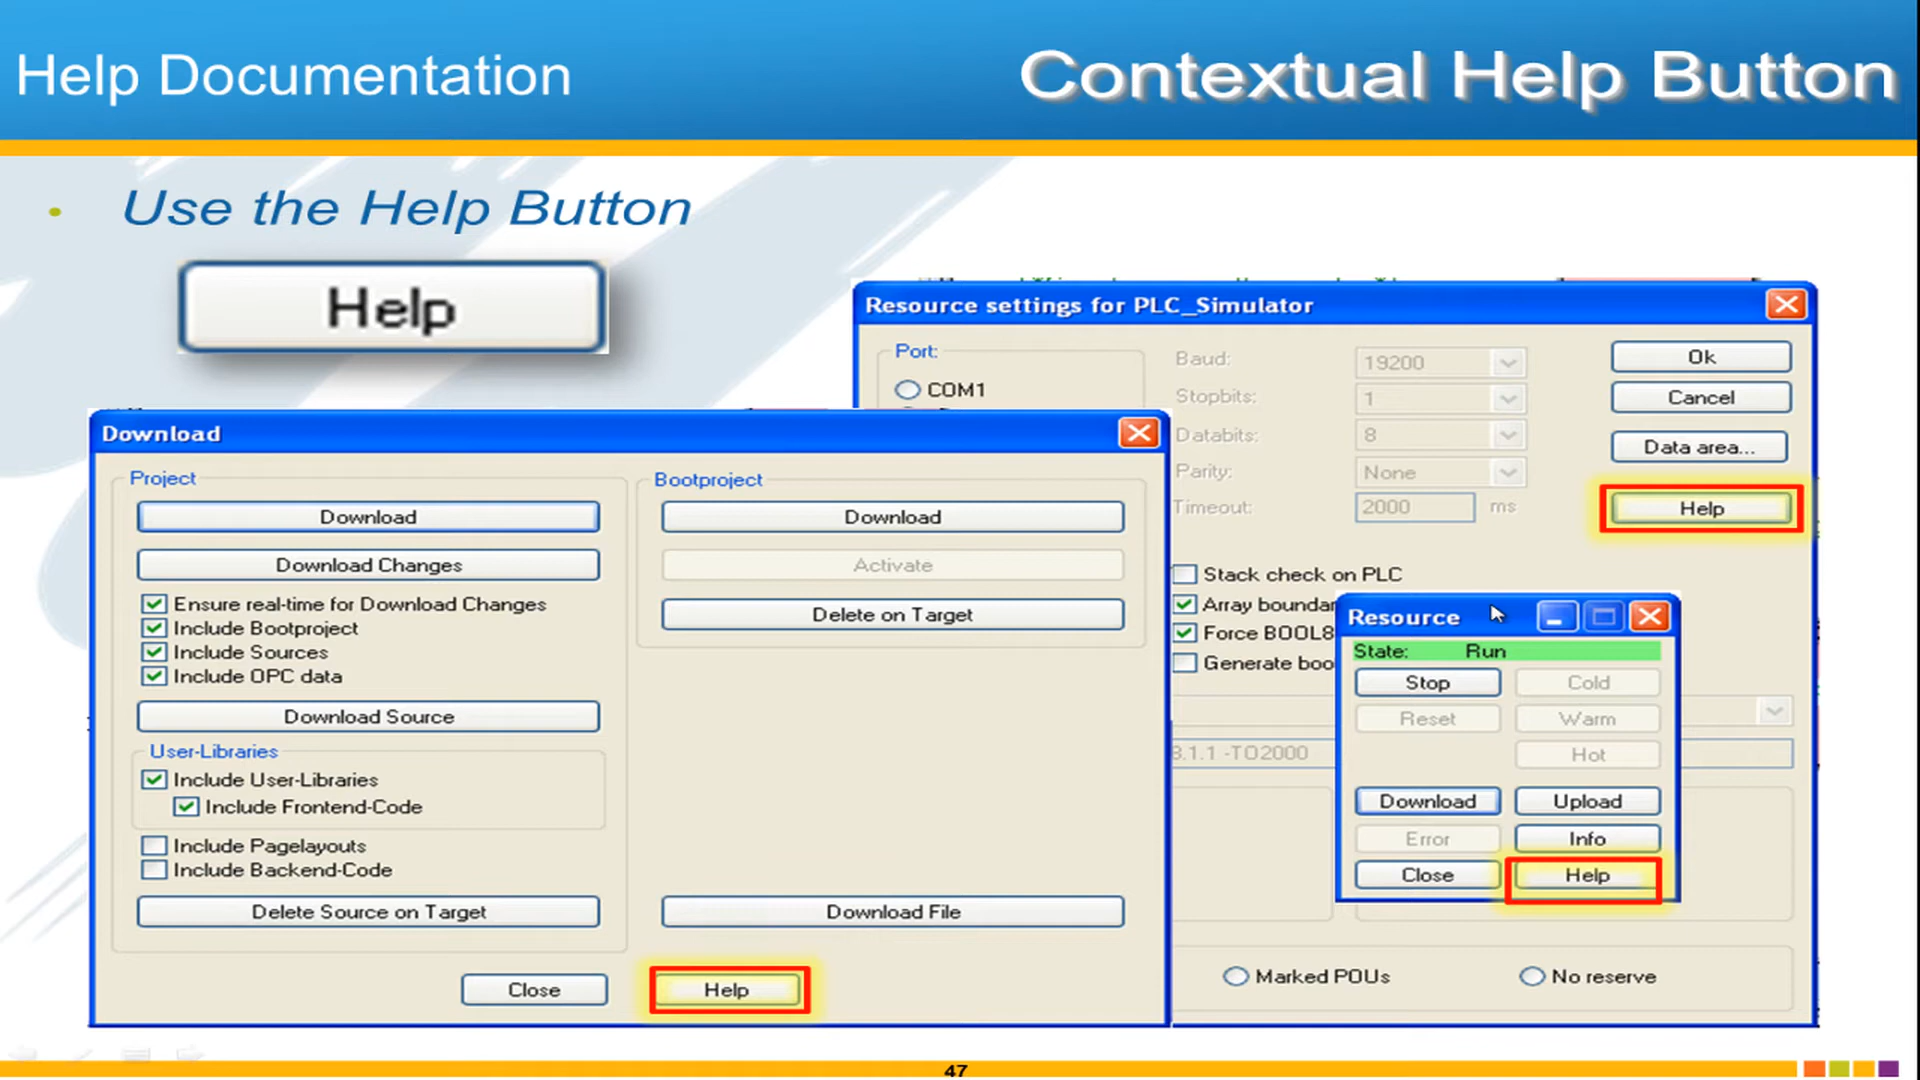 Help Documentation
Contextual Help Button
• Use the Help Button
Help
Resource settings for PLC_Simulator
Port:
COM1
Baud:
19200
Stopbits:
1
Databits:
8
Parity:
None
Timeout:
2000
ms
Ok
Cancel
Data area...
Help
Stack check on PLC
Array boundar
Force BOOL8
Generate boo
3.1.1 -TO2000
Marked POUs
No reserve
Download
Project
Download
Download Changes
Ensure real-time for Download Changes
Include Bootproject
Include Sources
Include OPC data
Download Source
User-Libraries
Include User-Libraries
Include Frontend-Code
Include Pagelayouts
Include Backend-Code
Delete Source on Target
Bootproject
Download
Activate
Delete on Target
Download File
Close
Help
Resource
State: Run
Stop
Cold
Reset
Warm
Hot
Download
Upload
Error
Info
Close
Help
47